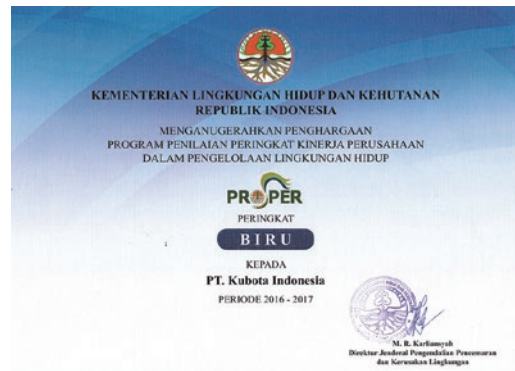 KEMENTERIAN LINGKUNGAN HIDUP DAN KEHUTANAN
REPUBLIK INDONESIA
MENGANUGERAHKAN PENGHARGAAN
PROGRAM PENILAIAN PERINGKAT KINERJA PERUSAHAAN
DALAM PENGELOLAAN LINGKUNGAN HIDUP
PROPER
PERINGKAT
BIRU
KEPADA
PT. Kubota Indonesia
PERIODE 2016 - 2017
M. R. Karliansyah
Direktur Jenderal Pengendalian Pencemaran
dan Kerusakan Lingkungan